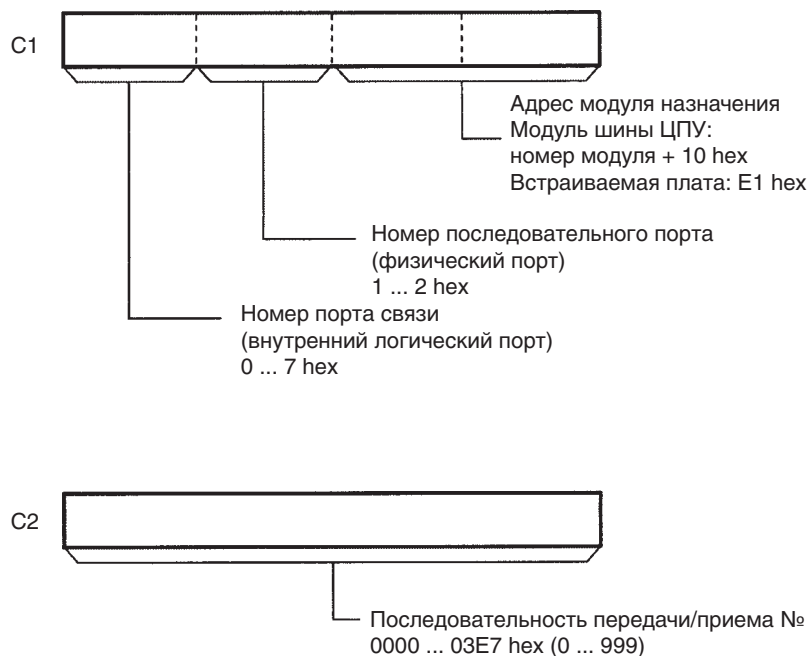 C1
Адрес модуля назначения
Модуль шины ЦПУ:
номер модуля + 10 hex
Встраиваемая плата: E1 hex
Номер последовательного порта
(физический порт)
1 ... 2 hex
Номер порта связи
(внутренний логический порт)
0 ... 7 hex
C2
Последовательность передачи/приема №
0000 ... 03E7 hex (0 ... 999)